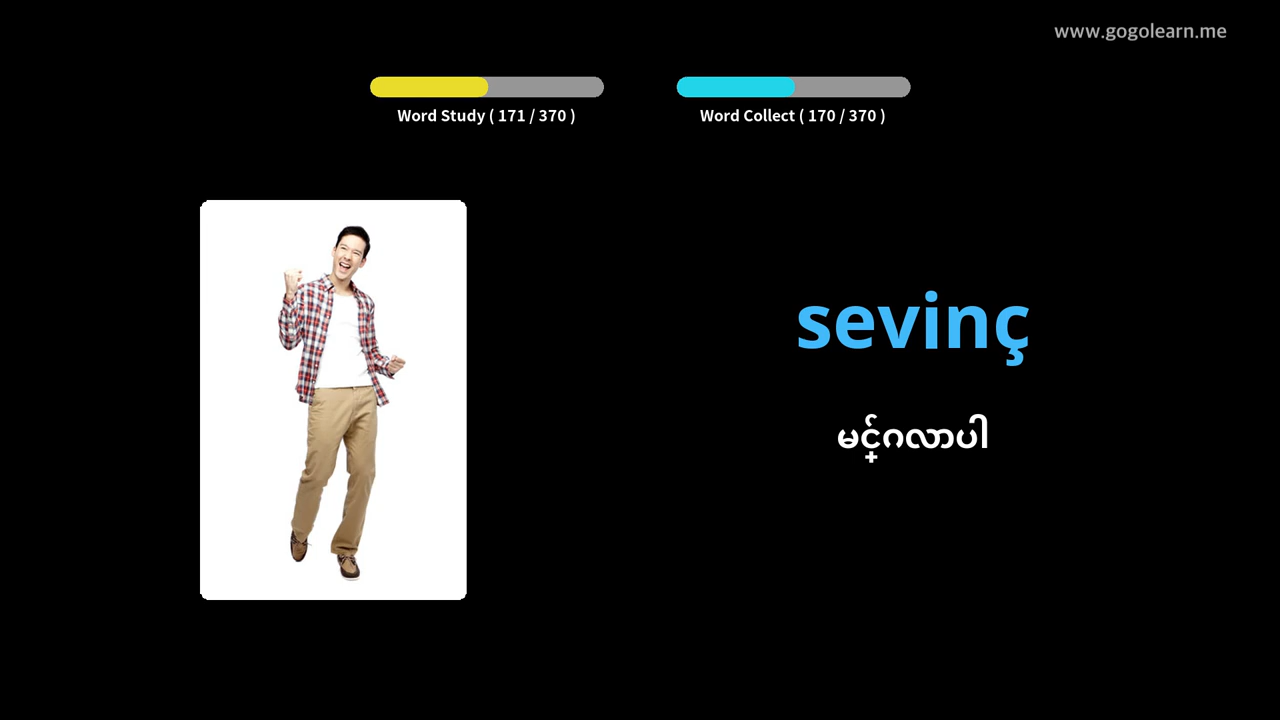 www.gogolearn.me
Word Study ( 171 / 370 )
Word Collect ( 170 / 370 )
sevinç
မင်္ဂလာပါ